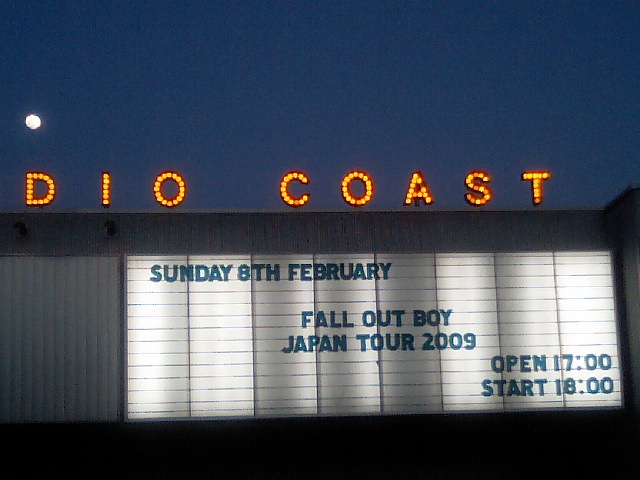 DIO COAST
SUNDAY 8TH FEBRUARY
FALL OUT BOY
JAPAN TOUR 2009
OPEN 17:00
START 18:00